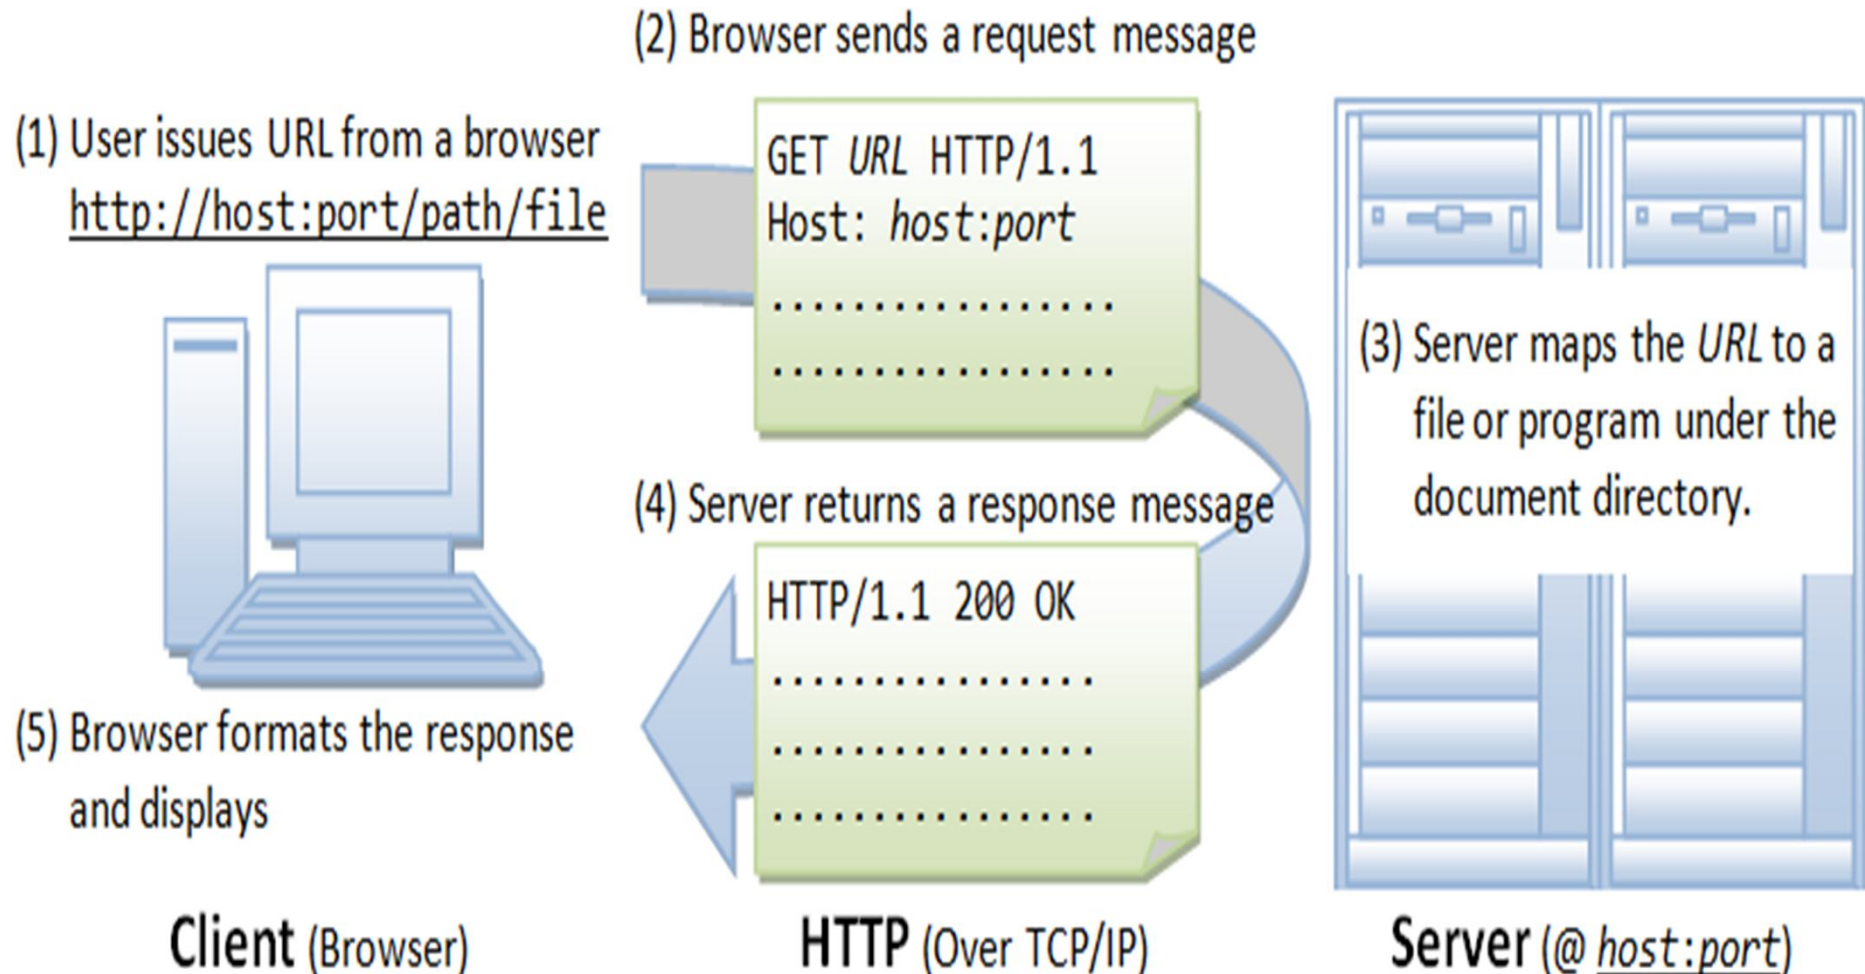 (1) User issues URL from a browser
http://host:port/path/file
(2) Browser sends a request message
GET URL HTTP/1.1
Host: host:port
.................
.................
(3) Server maps the URL to a
file or program under the
document directory.
(4) Server returns a response message
HTTP/1.1 200 OK
................
................
................
(5) Browser formats the response
and displays
Client (Browser)
HTTP (Over TCP/IP)
Server (@ host:port)